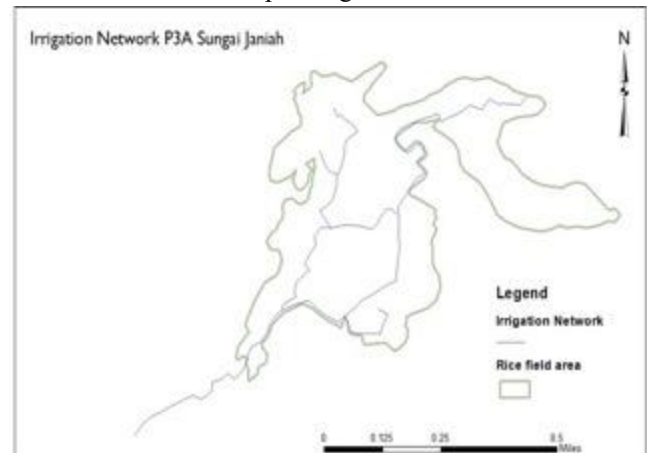 Irrigation Network P3A Sungai Janiah
N
Legend
Irrigation Network
Rice field area
0 0.125 0.25 0.5
Miles